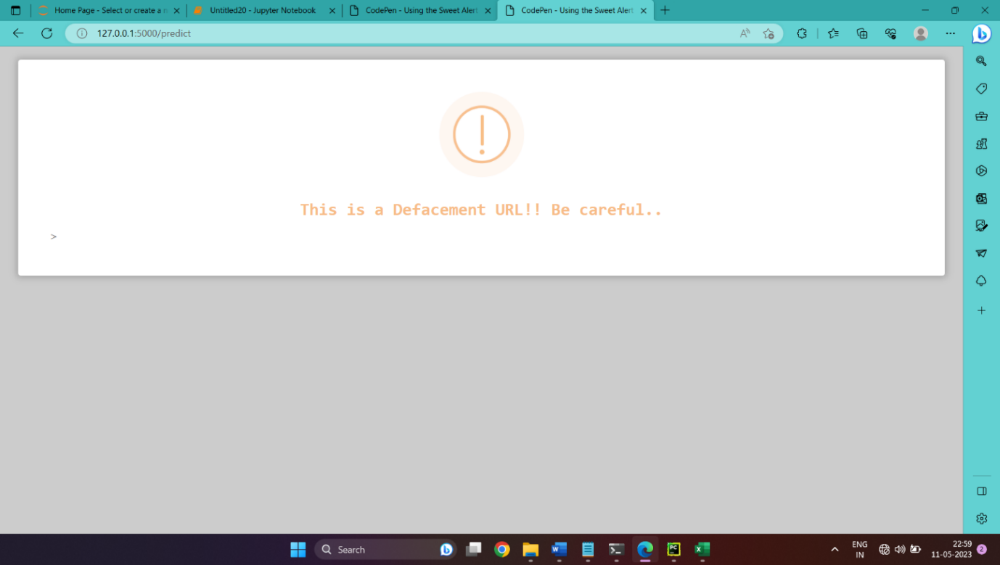 Home Page - Select or create a n
Untitled20 - Jupyter Notebook
CodePen - Using the Sweet Alert
CodePen - Using the Sweet Alert
127.0.0.1:5000/predict
This is a Defacement URL!! Be careful..
>
Search
ENG
IN
22:59
11-05-2023
2